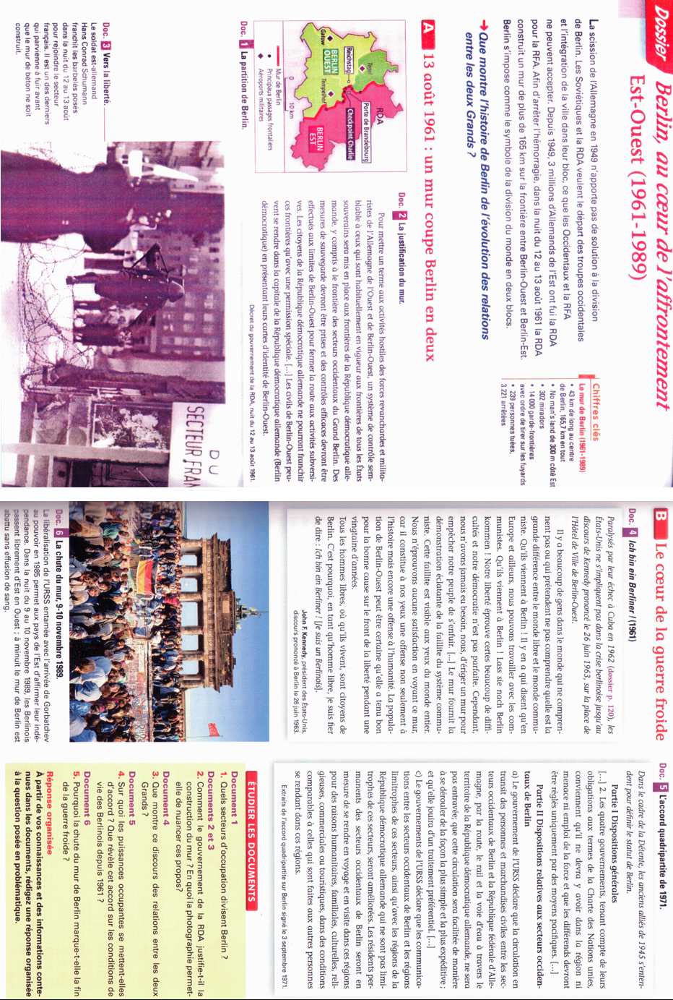 Dossier
Berlin, au cœur de l'affrontement
Est-Ouest (1961-1989)
La scission de l'Allemagne en 1949 n'apporte pas de solution à la division
de Berlin. Les Soviétiques et la RDA veulent le départ des troupes occidentales
et l'intégration de la ville dans leur bloc, ce que les Occidentaux et la RFA
ne peuvent accepter. Depuis 1949, 3 millions d'Allemands de l'Est ont fui la RDA
pour la RFA. Afin d'arrêter l'hémorragie, dans la nuit du 12 au 13 août 1961 la RDA
construit un mur de plus de 165 km sur la frontière entre Berlin-Ouest et Berlin-Est.
Berlin s'impose comme le symbole de la division du monde en deux blocs.
➔ Que montre l'histoire de Berlin de l'évolution des relations
entre les deux Grands ?
Chiffres clés
Le mur de Berlin (1961-1989)
• 43 km de long au centre
de Berlin, 165,7 km en tout
• No man's land de 300 m côté Est
• 302 miradors
• 14 000 garde-frontières
avec ordre de tirer sur les fuyards
• 239 personnes tuées,
3 221 arrêtées
A 13 août 1961 : un mur coupe Berlin en deux
RDA
Porte de Brandebourg
Checkpoint Charlie
Tegel
Reichstag
BERLIN
OUEST
BERLIN
EST
Gatow
Tempelhof
0 10 km
Mur de Berlin
Principaux passages frontaliers
Aéroports militaires
Doc. 1 La partition de Berlin.
Doc. 2 La justification du mur.
Pour mettre un terme aux activités hostiles des forces revanchardes et milita-
ristes de l'Allemagne de l'Ouest et de Berlin-Ouest, un système de contrôle sem-
blable à ceux qui sont habituellement en vigueur aux frontières de tous les États
souverains sera mis en place aux frontières de la République démocratique alle-
mande, y compris à le frontière des secteurs occidentaux du Grand Berlin. Des
mesures de sauvegarde devront être prises et des contrôles efficaces devront être
effectués aux limites de Berlin-Ouest pour fermer la route aux activités subversi-
ves. Les citoyens de la République démocratique allemande ne pourront franchir
ces frontières qu'avec une permission spéciale. [...] Les civils de Berlin-Ouest peu-
vent se rendre dans la capitale de la République démocratique allemande (Berlin
démocratique) en présentant leurs cartes d'identité de Berlin-Ouest.
Décret du gouvernement de la RDA, nuit du 12 au 13 août 1961.
Doc. 3 Vers la liberté.
Le soldat est-allemand
Hans Conrad Schumann
franchit les barbelés posés
dans la nuit du 12 au 13 août
pour rejoindre le secteur
français. Il est un des derniers
qui parvienne à fuir avant
que le mur de béton ne soit
construit.
DU
SECTEUR FRAN
B Le cœur de la guerre froide
Doc. 4 Ich bin ein Berliner ! (1961)
Paralysés par leur échec à Cuba en 1962 (dossier p. 120), les
États-Unis ne s'impliquent pas dans la crise berlinoise jusqu'au
discours de Kennedy prononcé le 26 juin 1963, sur la place de
l'Hôtel de Ville de Berlin-Ouest.
Il y a beaucoup de gens dans le monde qui ne compren-
nent pas ou qui prétendent ne pas comprendre quelle est la
grande différence entre le monde libre et le monde commu-
niste. Qu'ils viennent à Berlin ! Il y en a qui disent qu'en
Europe et ailleurs, nous pouvons travailler avec les com-
munistes. Qu'ils viennent à Berlin ! Lass sie noch Berlin
kommen ! Notre liberté éprouve certes beaucoup de diffi-
cultés et notre démocratie n'est pas parfaite. Cependant,
nous n'avons jamais eu besoin, nous, d'ériger un mur pour
empêcher notre peuple de s'enfuir. [...] Le mur fournit la
démonstration éclatante de la faillite du système commu-
niste. Cette faillite est visible aux yeux du monde entier.
Nous n'éprouvons aucune satisfaction en voyant ce mur,
car il constitue à mes yeux une offense non seulement à
l'histoire mais encore une offense à l'humanité. La popula-
tion de Berlin-Ouest peut être certaine qu'elle a tenu bon
pour la bonne cause sur le front de la liberté pendant une
vingtaine d'années.
Tous les hommes libres, où qu'ils vivent, sont citoyens de
Berlin. C'est pourquoi, en tant qu'homme libre, je suis fier
de dire : Ich bin ein Berliner ! [Je suis un Berlinois].
John F. Kennedy, président des États-Unis,
discours prononcé à Berlin le 26 juin 1963.
Doc. 6 La chute du mur, 9-10 novembre 1989.
La libéralisation de l'URSS entamée avec l'arrivée de Gorbatchev
au pouvoir en 1985 permet aux pays de l'Est d'affirmer leur indé-
pendance. Dans la nuit du 9 au 10 novembre 1989, les Berlinois
passent librement d'Est en Ouest ; à minuit le mur de Berlin est
abattu sans effusion de sang.
Doc. 5 L'accord quadripartite de 1971.
Dans le cadre de la détente, les anciens alliés de 1945 s'enten-
dent pour définir le statut de Berlin.
Partie I Dispositions générales
[...] 2. Les quatre gouvernements, tenant compte de leurs
obligations aux termes de la Charte des Nations unies,
conviennent qu'il ne devra y avoir dans la région ni
menace ni emploi de la force et que les différends devront
être réglés uniquement par des moyens pacifiques. [...]
Partie II Dispositions relatives aux secteurs occiden-
taux de Berlin
a) Le gouvernement de l'URSS déclare que la circulation en
transit des personnes et marchandises civiles entre les sec-
teurs occidentaux de Berlin et la République fédérale d'Alle-
magne, par la route, le rail et la voie d'eau à travers le
territoire de la République démocratique allemande, ne sera
pas entravée; que cette circulation sera facilitée de manière
à se dérouler de la façon la plus simple et la plus expéditive ;
et qu'elle jouira d'un traitement préférentiel. [...]
c) Le gouvernements de l'URSS déclare que les communica-
tions entre les secteurs occidentaux de Berlin et les régions
limitrophes de ces secteurs, ainsi qu'avec les régions de la
République démocratique allemande qui ne sont pas limi-
trophes de ces secteurs, seront améliorées. Les résidents per-
manents des secteurs occidentaux de Berlin seront en
mesure de se rendre en voyage et en visite dans ces régions
pour des raisons humanitaires, familiales, culturelles, reli-
gieuses, commerciales ou touristiques, dans des conditions
comparables à celles qui sont faites aux autres personnes
se rendant dans ces régions.
Extraits de l'accord quadripartite sur Berlin signé le 3 septembre 1971.
ÉTUDIER LES DOCUMENTS
Document 1
1. Quels secteurs d'occupation divisent Berlin ?
Documents 2 et 3
2. Comment le gouvernement de la RDA justifie-t-il la
construction du mur ? En quoi la photographie permet-
elle de nuancer ces propos?
Document 4
3. Que montre ce discours des relations entre les deux
Grands ?
Document 5
4. Sur quoi les puissances occupantes se mettent-elles
d'accord ? Que révèle cet accord sur les conditions de
vie des Berlinois depuis 1961 ?
Document 6
5. Pourquoi la chute du mur de Berlin marque-t-elle la fin
de la guerre froide ?
Réponse organisée
À partir de vos connaissances et des informations conte-
nues dans les documents, rédigez une réponse organisée
à la question posée en problématique.